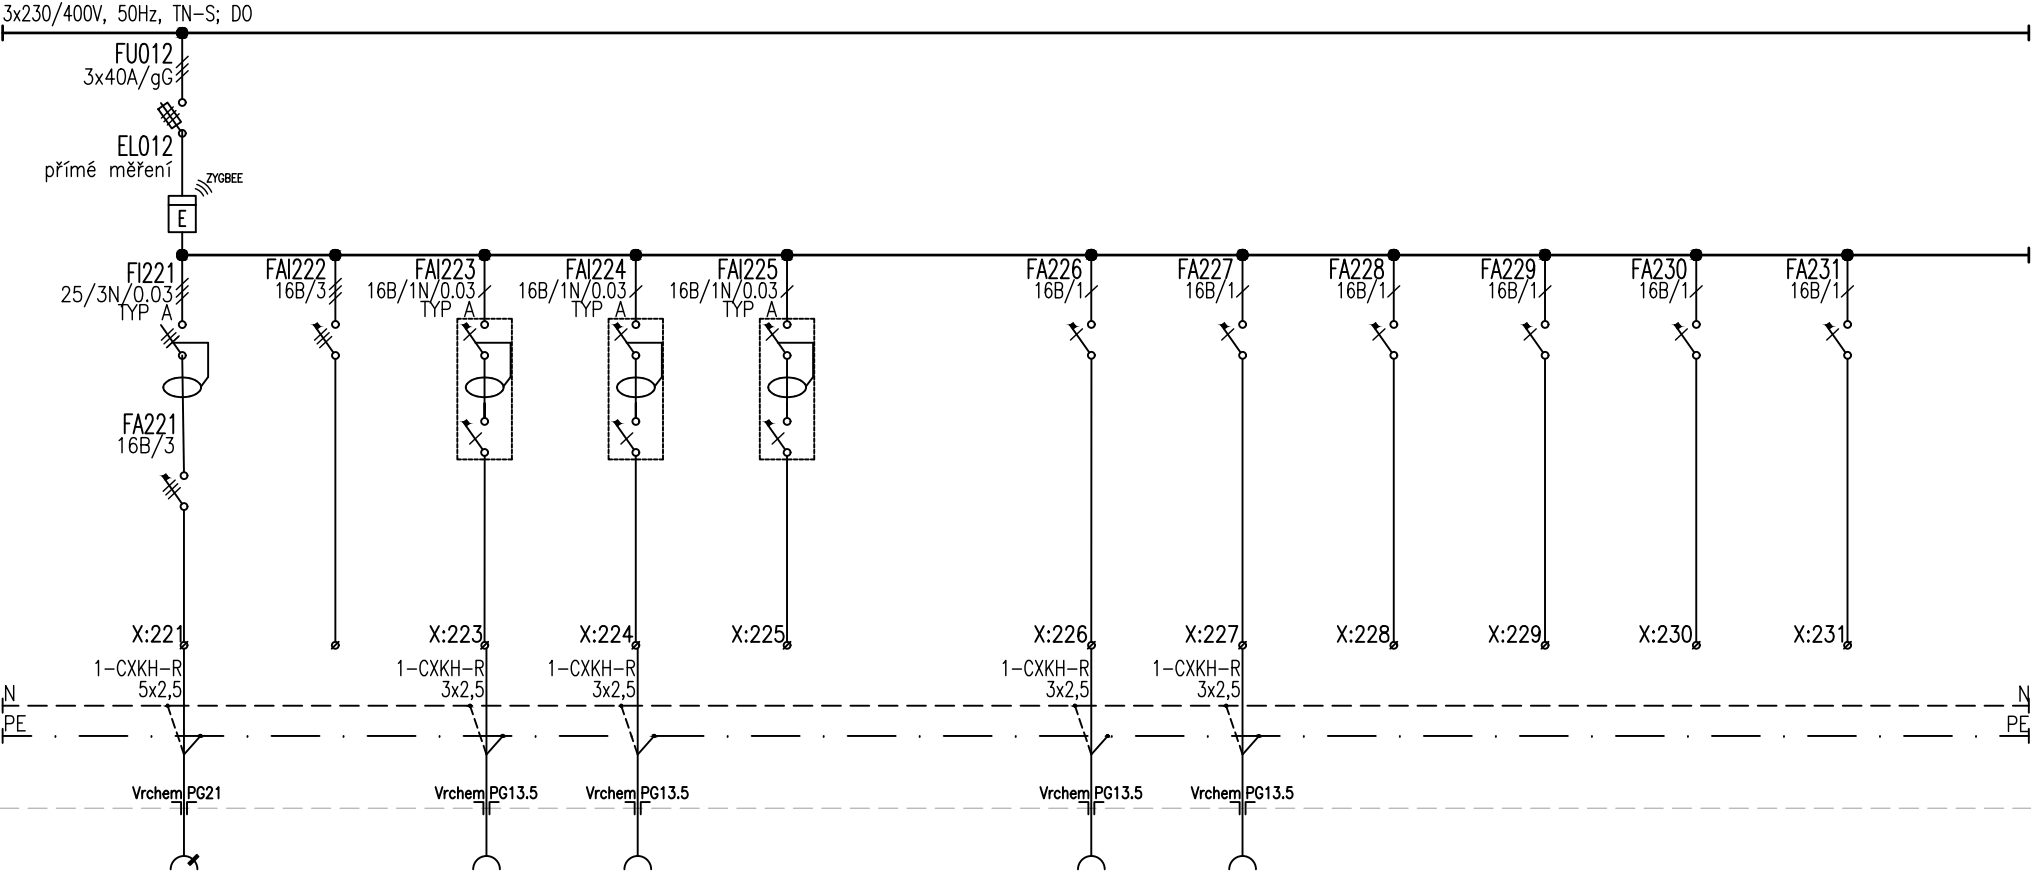 3x230/400V, 50Hz, TN-S; DO
FU012
3x40A/gG
EL012
přímé měření
ZYGBEE
E
FI221
25/3N/0.03
TYP A
FAI222
16B/3
FAI223
16B/1N/0.03
TYP A
FAI224
16B/1N/0.03
TYP A
FAI225
16B/1N/0.03
TYP A
FA226
16B/1
FA227
16B/1
FA228
16B/1
FA229
16B/1
FA230
16B/1
FA231
16B/1
FA221
16B/3
X:221
X:223
X:224
X:225
X:226
X:227
X:228
X:229
X:230
X:231
1-CXKH-R
5x2,5
1-CXKH-R
3x2,5
1-CXKH-R
3x2,5
1-CXKH-R
3x2,5
1-CXKH-R
3x2,5
N
N
PE
PE
Vrchem PG21
Vrchem PG13.5
Vrchem PG13.5
Vrchem PG13.5
Vrchem PG13.5